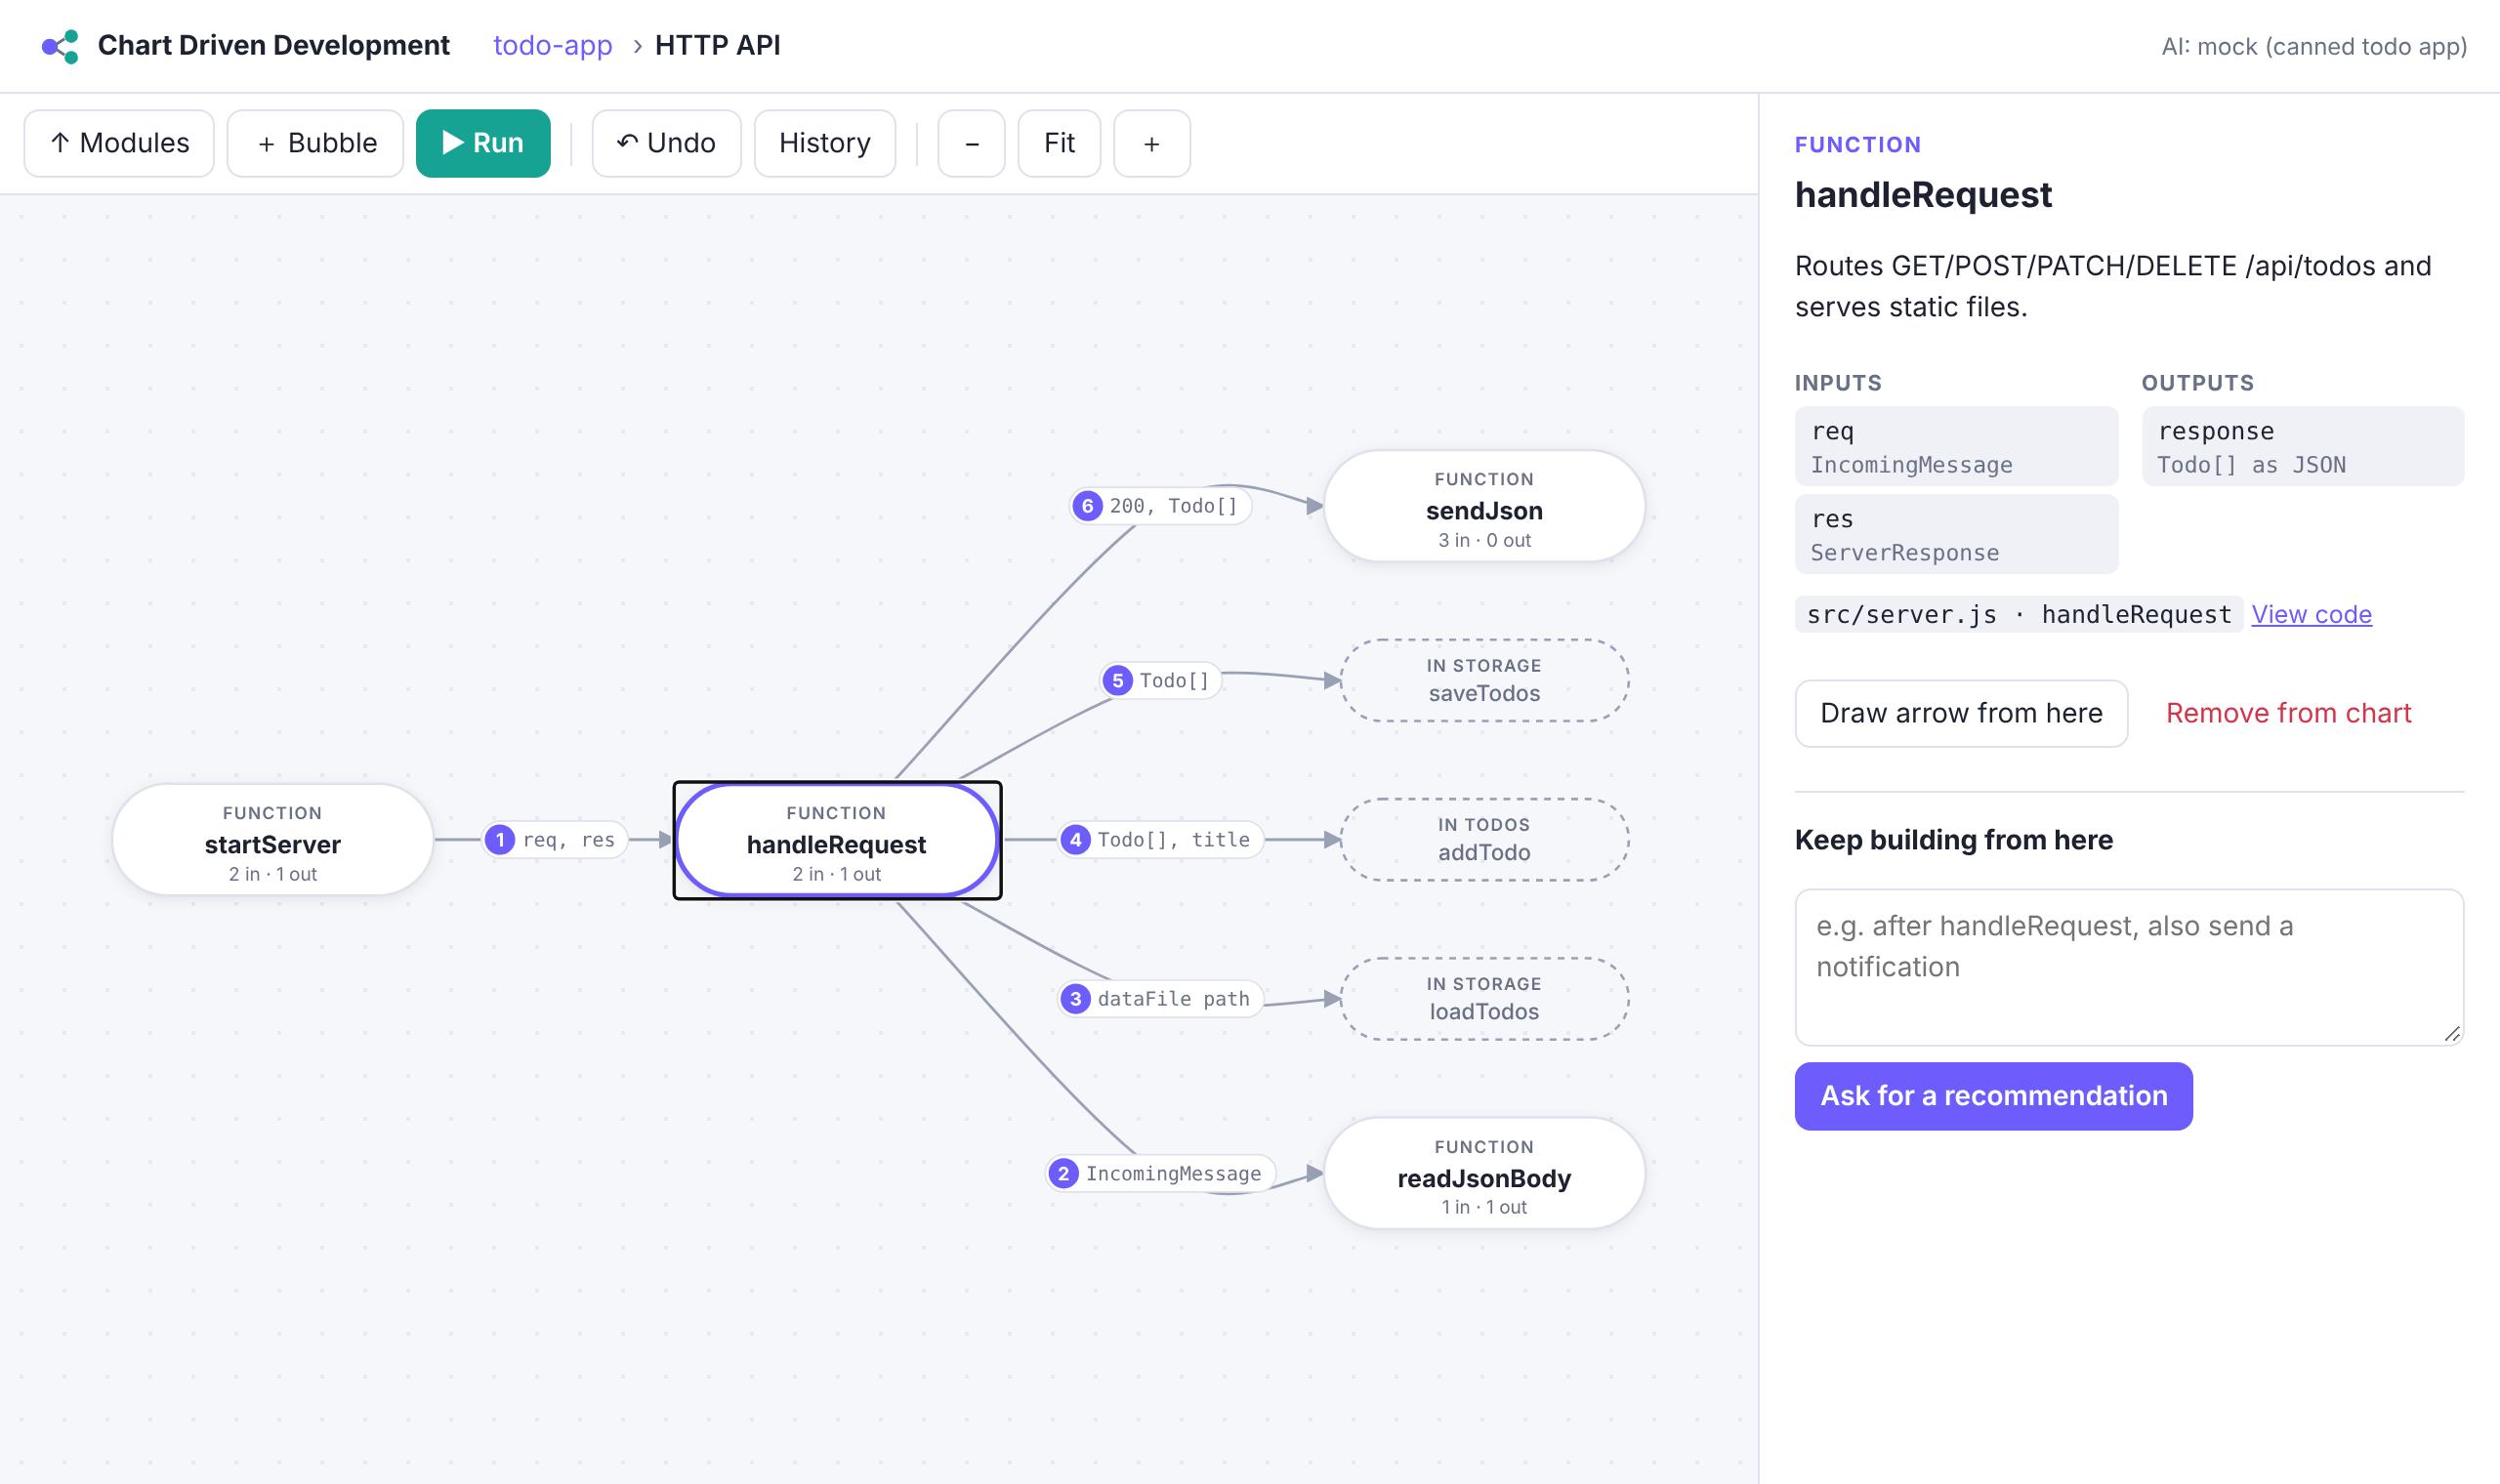 Chart Driven Development
todo-app › HTTP API
AI: mock (canned todo app)
↑ Modules
+ Bubble
▶ Run
↶ Undo
History
−
Fit
+
6 200, Todo[]
FUNCTION
sendJson
3 in · 0 out
5 Todo[]
IN STORAGE
saveTodos
FUNCTION
startServer
2 in · 1 out
1 req, res
FUNCTION
handleRequest
2 in · 1 out
4 Todo[], title
IN TODOS
addTodo
3 dataFile path
IN STORAGE
loadTodos
2 IncomingMessage
FUNCTION
readJsonBody
1 in · 1 out
FUNCTION
handleRequest
Routes GET/POST/PATCH/DELETE /api/todos and
serves static files.
INPUTS
req
IncomingMessage
res
ServerResponse
OUTPUTS
response
Todo[] as JSON
src/server.js · handleRequest View code
Draw arrow from here
Remove from chart
Keep building from here
e.g. after handleRequest, also send a
notification
Ask for a recommendation